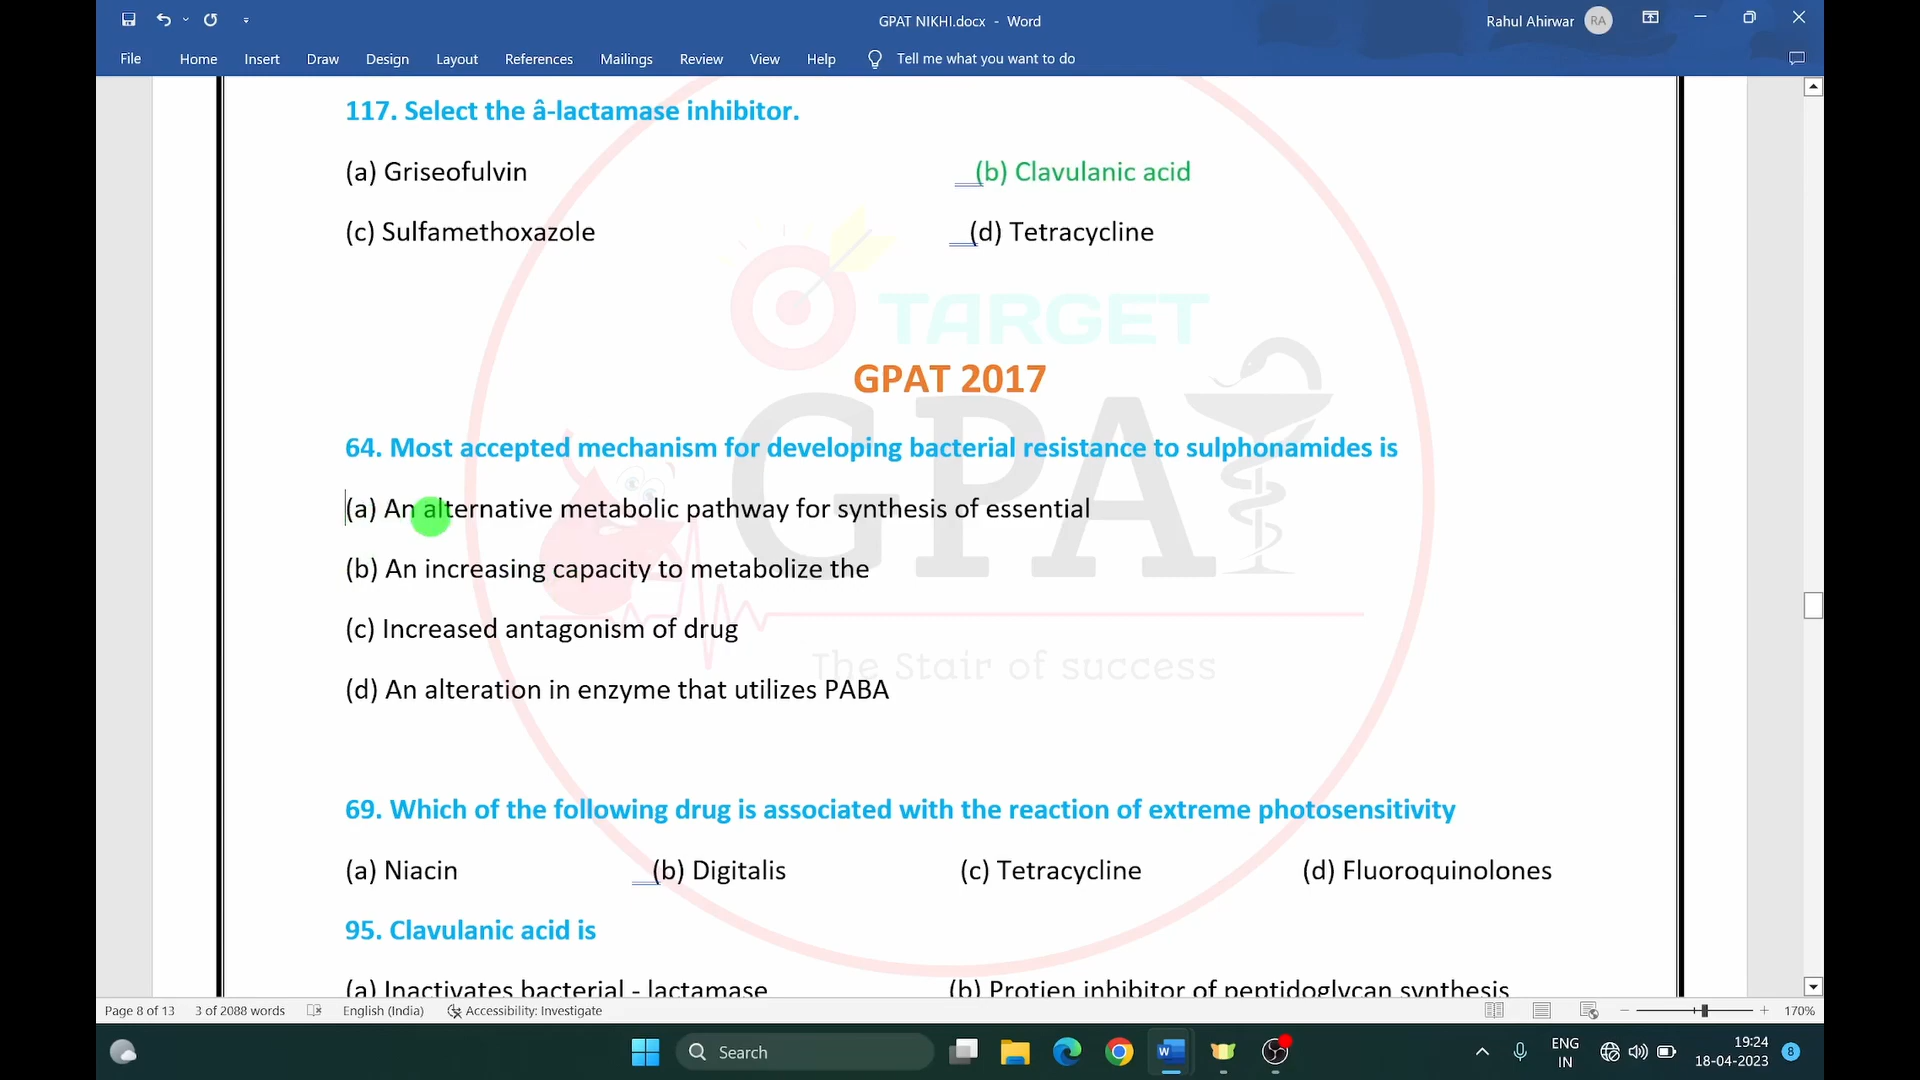 GPAT NIKHI.docx - Word
Rahul Ahirwar RA
File Home Insert Draw Design Layout References Mailings Review View Help Tell me what you want to do
117. Select the â-lactamase inhibitor.
(a) Griseofulvin (b) Clavulanic acid
(c) Sulfamethoxazole (d) Tetracycline
TARGET
GPAT 2017
GPAT
64. Most accepted mechanism for developing bacterial resistance to sulphonamides is
(a) An alternative metabolic pathway for synthesis of essential
(b) An increasing capacity to metabolize the
(c) Increased antagonism of drug
The Stair of success
(d) An alteration in enzyme that utilizes PABA
69. Which of the following drug is associated with the reaction of extreme photosensitivity
(a) Niacin (b) Digitalis (c) Tetracycline (d) Fluoroquinolones
95. Clavulanic acid is
(a) Inactivates bacterial - lactamase (b) Protien inhibitor of peptidoglycan synthesis
Page 8 of 13 3 of 2088 words English (India) Accessibility: Investigate 170%
Search ENG 19:24
IN 18-04-2023 8